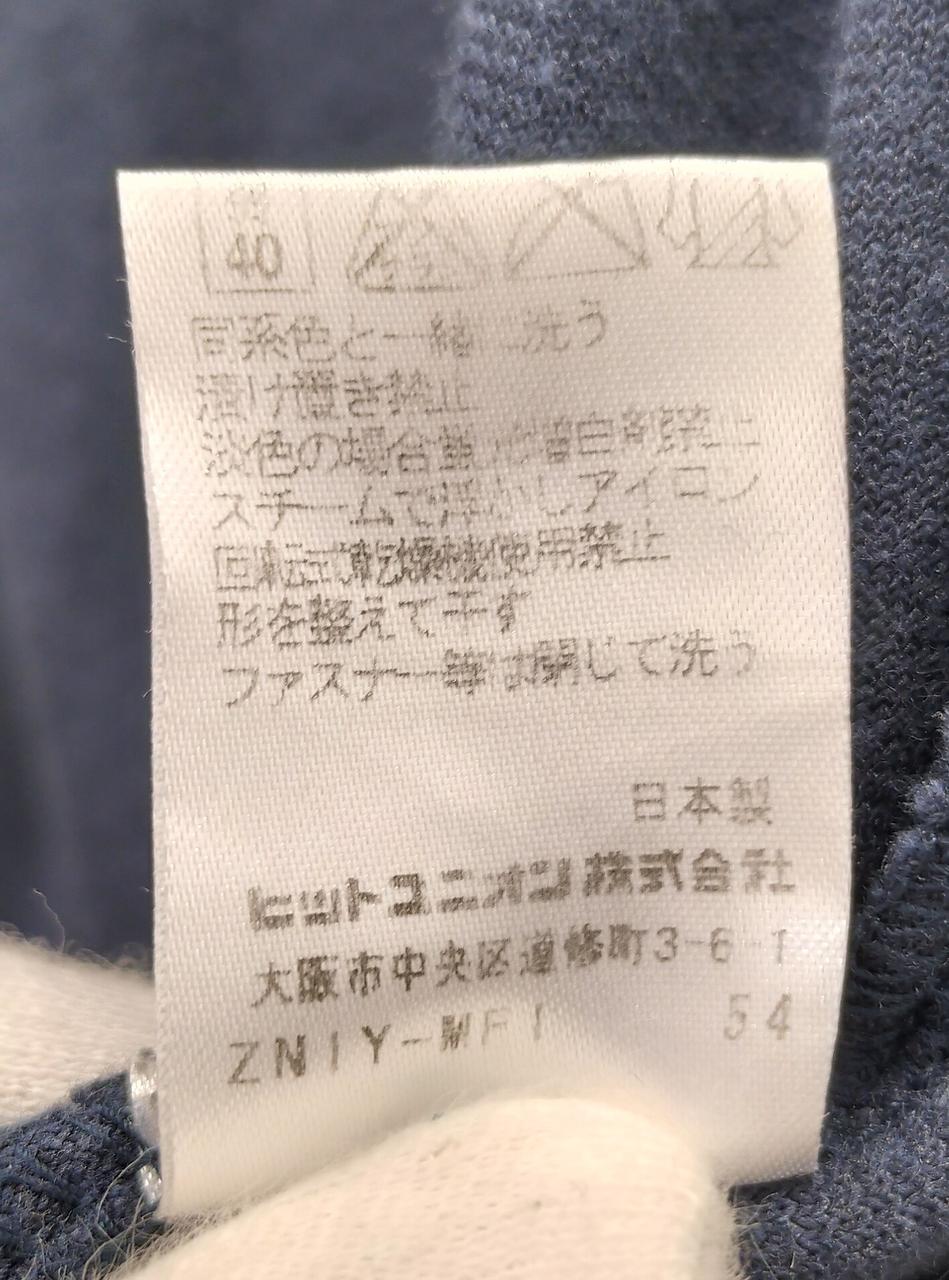 40
同系色と一緒に洗う
漬け置き禁止
淡色の場合蛍光増白剤禁止
スチームで浮かしアイロン
回転式乾燥機使用禁止
形を整えて干す
ファスナー等は閉じて洗う
日本製
ヒットユニオン株式会社
大阪市中央区道修町3-6-1
54